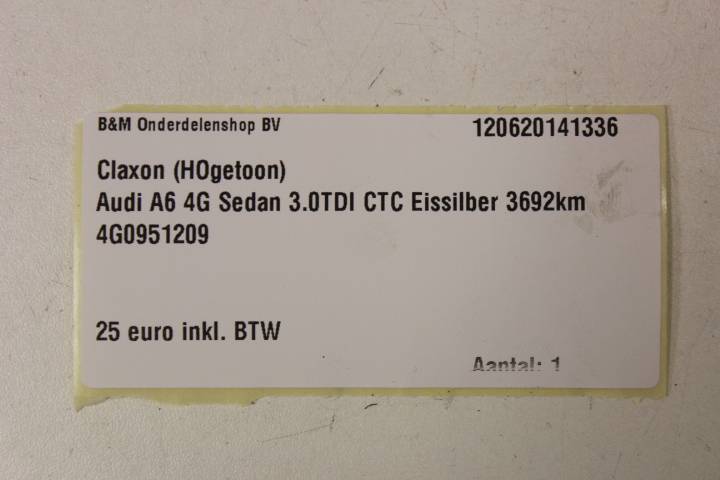 B&M Onderdelenshop BV 120620141336
Claxon (HOgetoon)
Audi A6 4G Sedan 3.0TDI CTC Eissilber 3692km
4G0951209
25 euro inkl. BTW
Aantal: 1